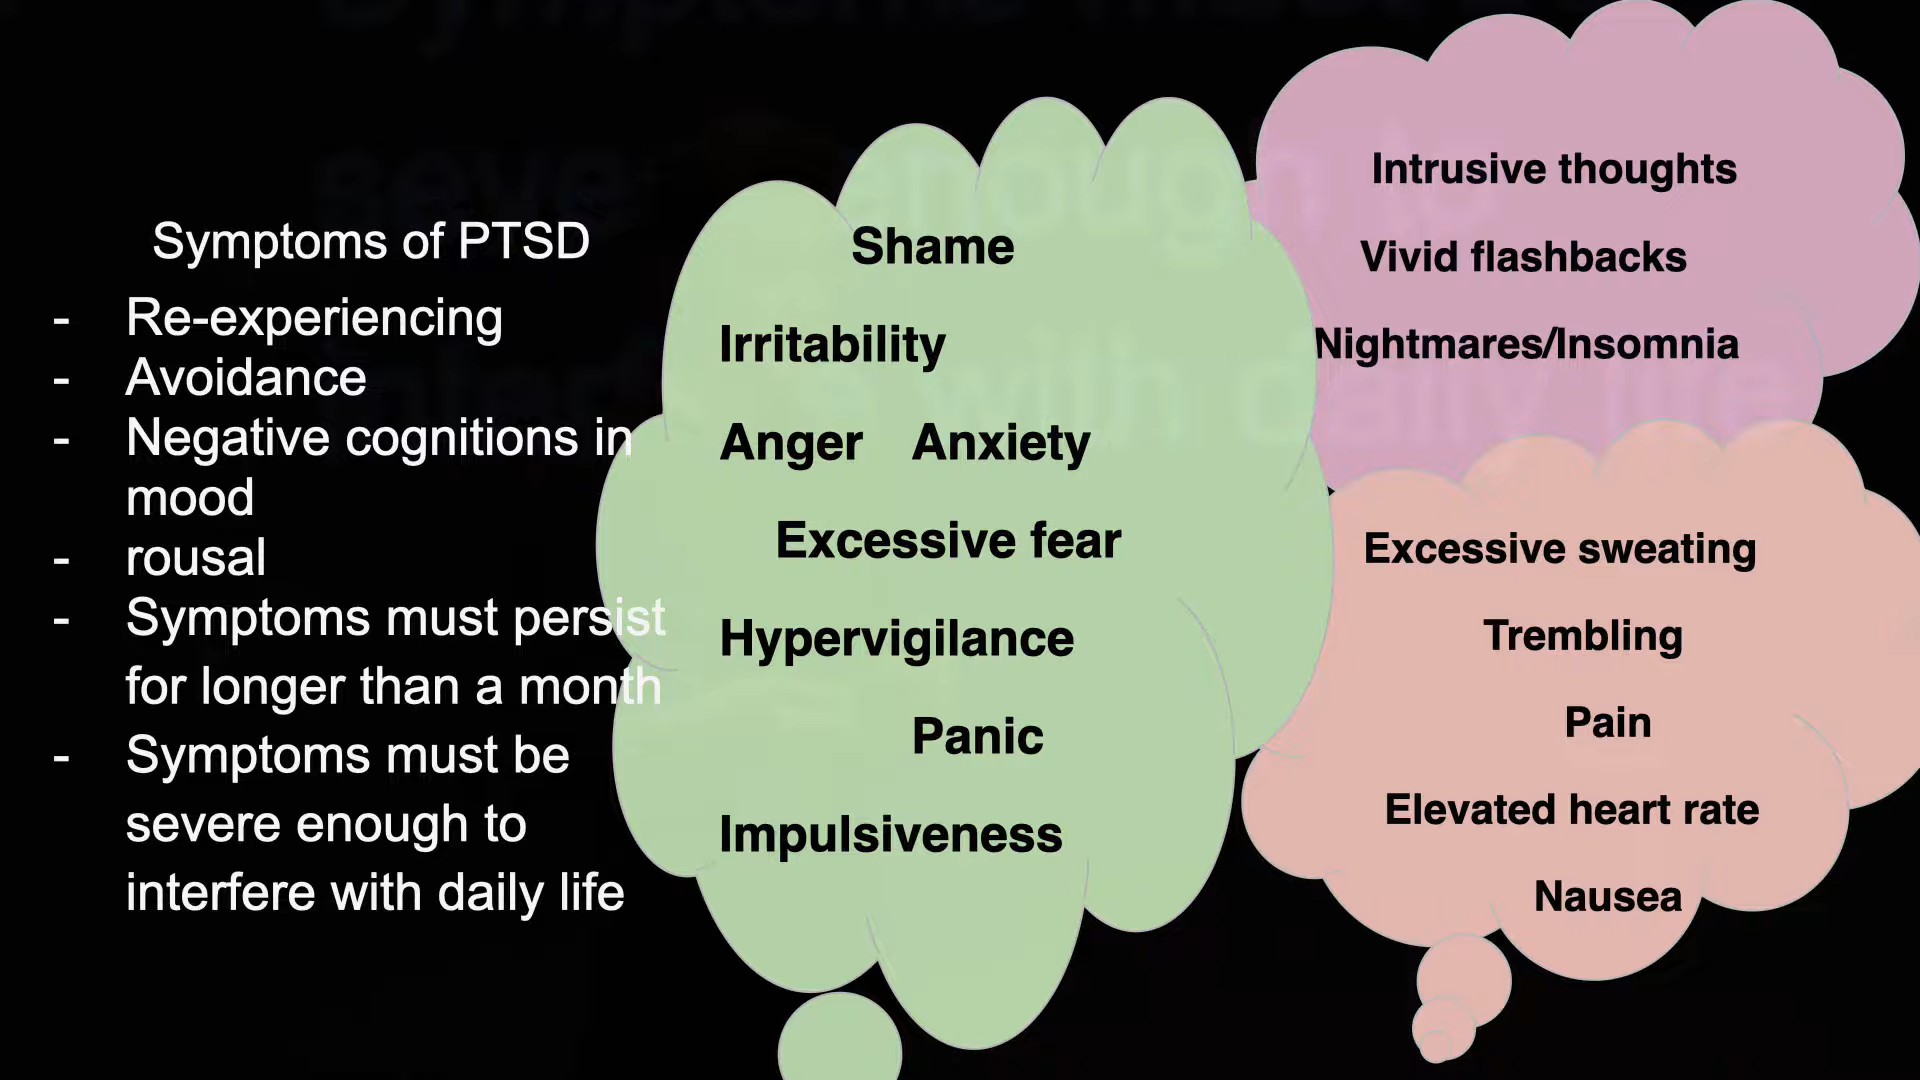 Symptoms of PTSD
- Re-experiencing
- Avoidance
- Negative cognitions in
mood
- rousal
- Symptoms must persist
for longer than a month
- Symptoms must be
severe enough to
interfere with daily life
Shame
Irritability
Anger Anxiety
Excessive fear
Hypervigilance
Panic
Impulsiveness
Intrusive thoughts
Vivid flashbacks
Nightmares/Insomnia
Excessive sweating
Trembling
Pain
Elevated heart rate
Nausea